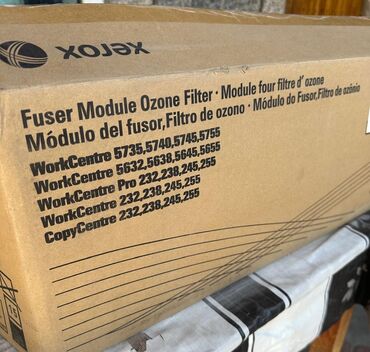 xerox
Fuser Module Ozone Filter · Module four filtre d'ozone
Módulo del fusor,Filtro de ozono · Módulo do Fusor,Filtro de ozônio
WorkCentre 5735,5740,5745,5755
WorkCentre 5632,5638,5645,5655
WorkCentre Pro 232,238,245,255
WorkCentre 232,238,245,255
CopyCentre 232,238,245,255